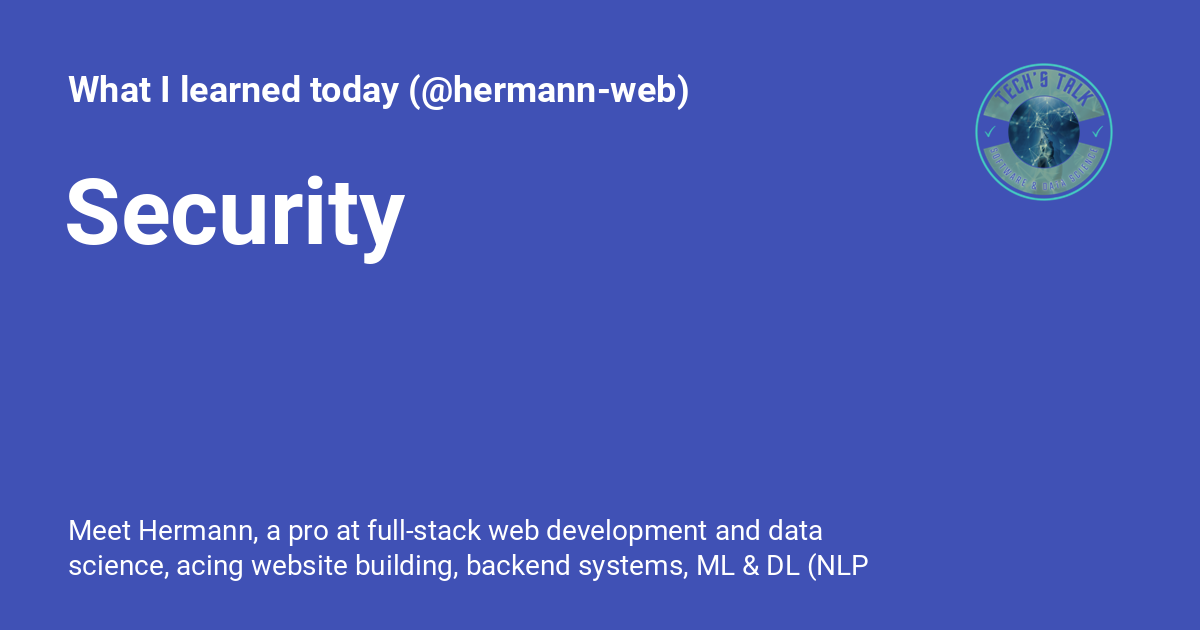 What I learned today (@hermann-web)
TECH'S TALK
SOFTWARE & DATA SCIENCE
Security
Meet Hermann, a pro at full-stack web development and data
science, acing website building, backend systems, ML & DL (NLP